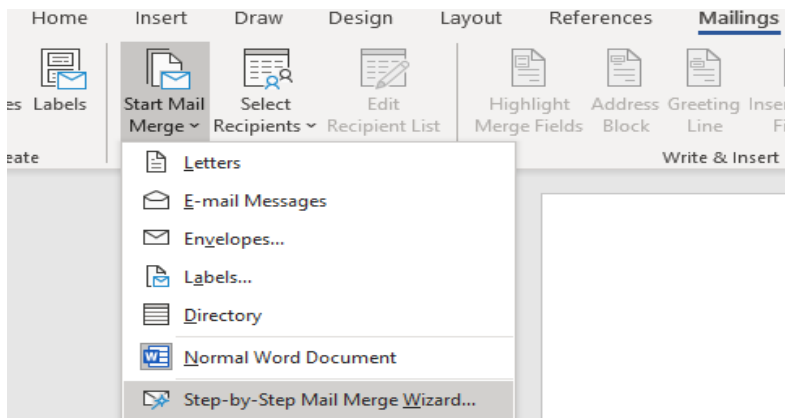 Home Insert Draw Design Layout References Mailings
es Labels Start Mail Select Edit Highlight Address Greeting Inser
Merge Recipients Recipient List Merge Fields Block Line Fi
eate Write & Insert
Letters
E-mail Messages
Envelopes...
Labels...
Directory
Normal Word Document
Step-by-Step Mail Merge Wizard...